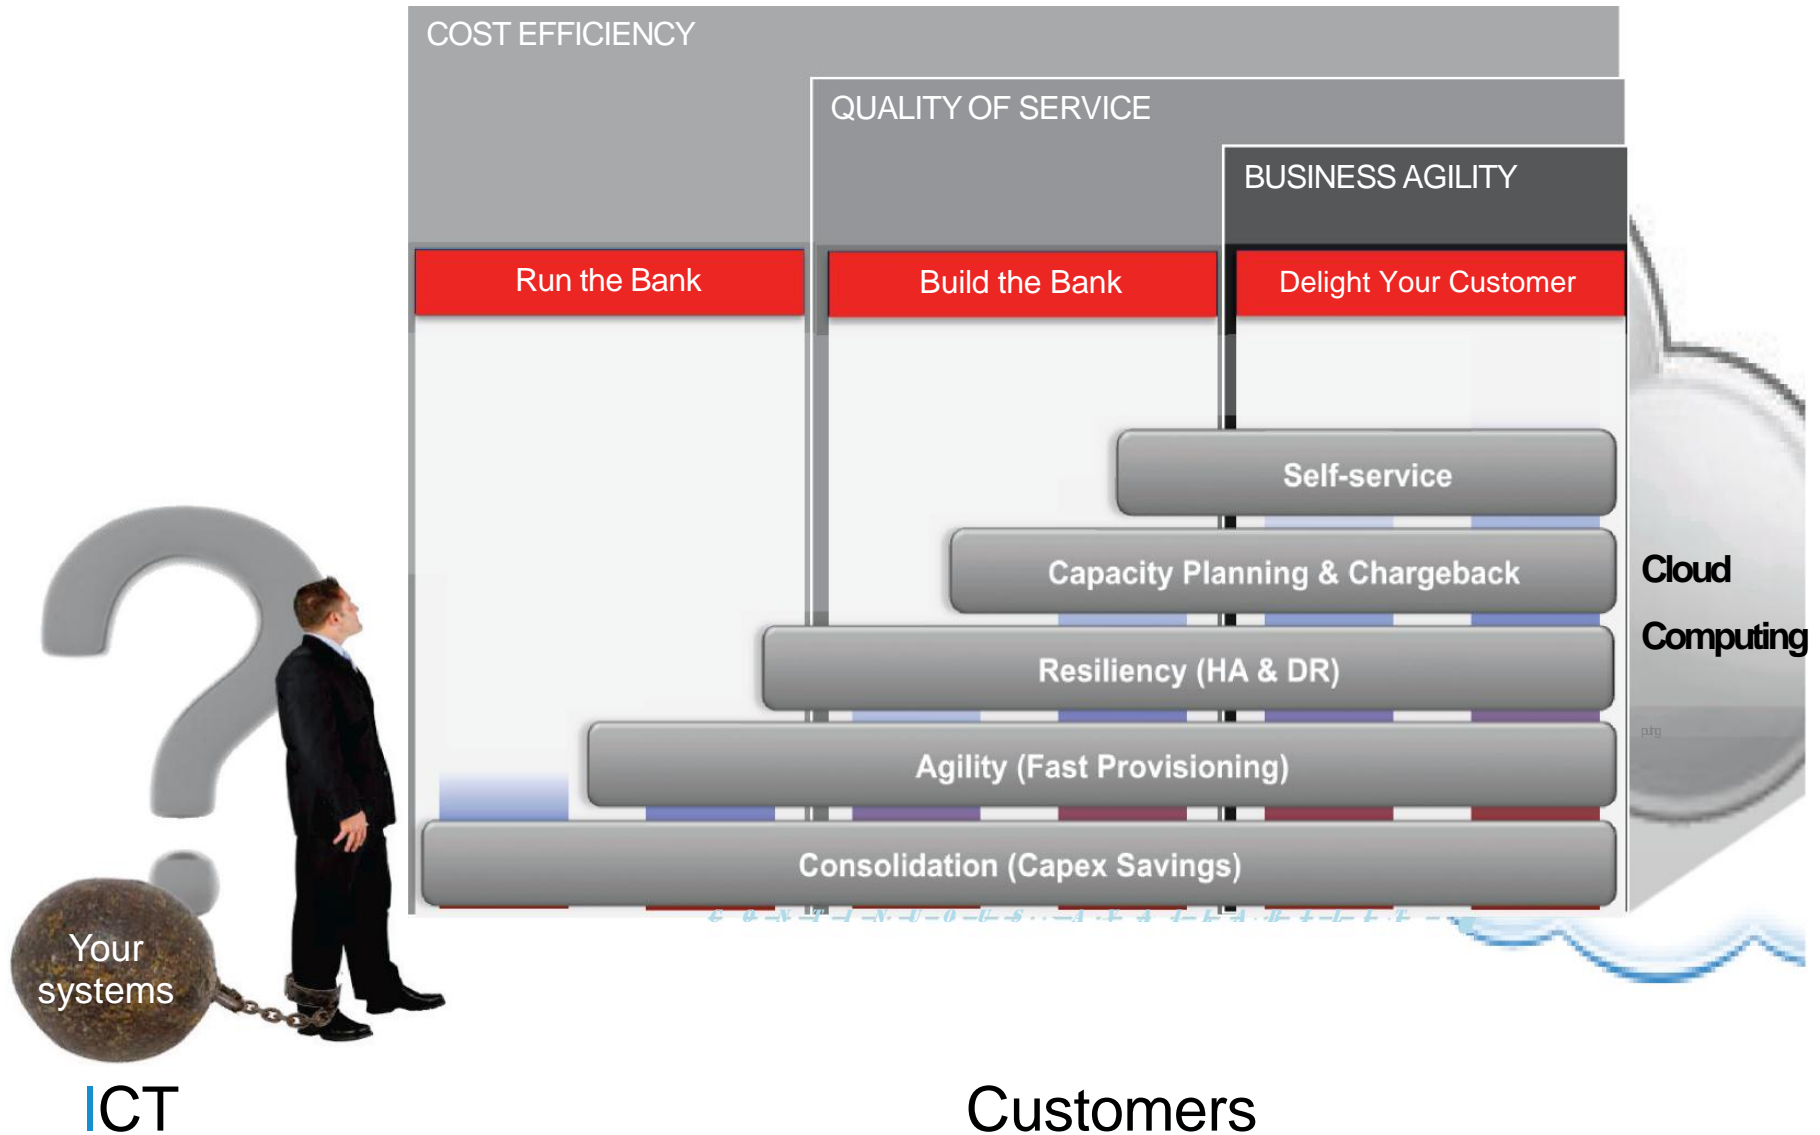 COST EFFICIENCY
QUALITY OF SERVICE
BUSINESS AGILITY
Run the Bank
Build the Bank
Delight Your Customer
Self-service
Capacity Planning & Chargeback
Cloud
Computing
Resiliency (HA & DR)
Agility (Fast Provisioning)
Consolidation (Capex Savings)
Your
systems
ICT
Customers